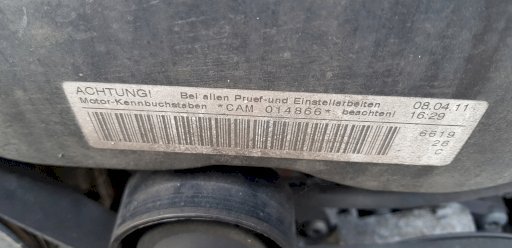 ACHTUNG! Bei allen Pruef-und Einstellarbeiten 08.04.11
Motor-Kennbuchstaben *CAM 014866* beachten! 16:29
6619
26
C